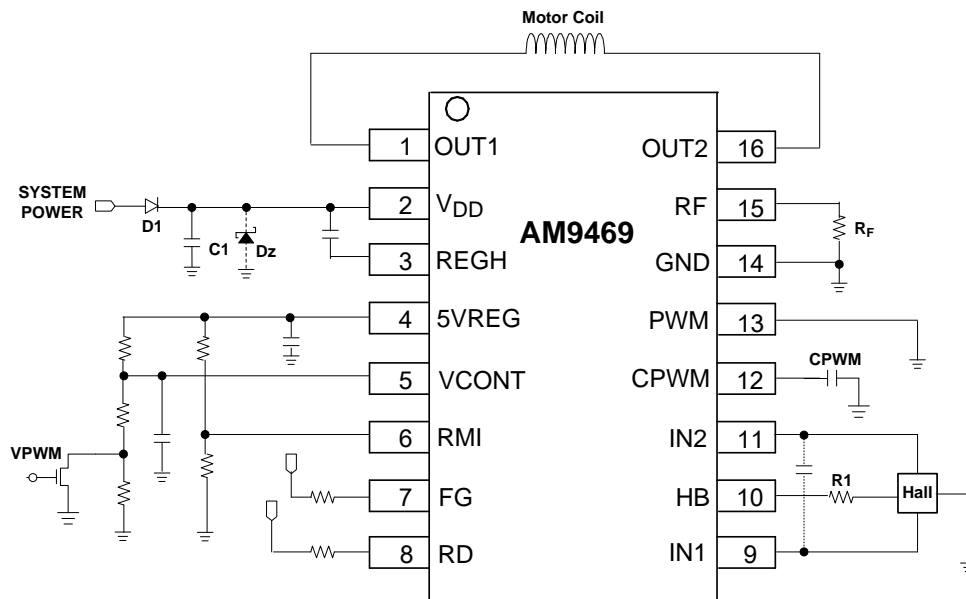 Motor Coil
1 OUT1
OUT2 16
SYSTEM
POWER
D1
2 VDD
RF 15
C1
Dz
AM9469
RF
3 REGH
GND 14
4 5VREG
PWM 13
5 VCONT
CPWM 12
CPWM
6 RMI
IN2 11
VPWM
7 FG
HB 10
R1
Hall
8 RD
IN1 9